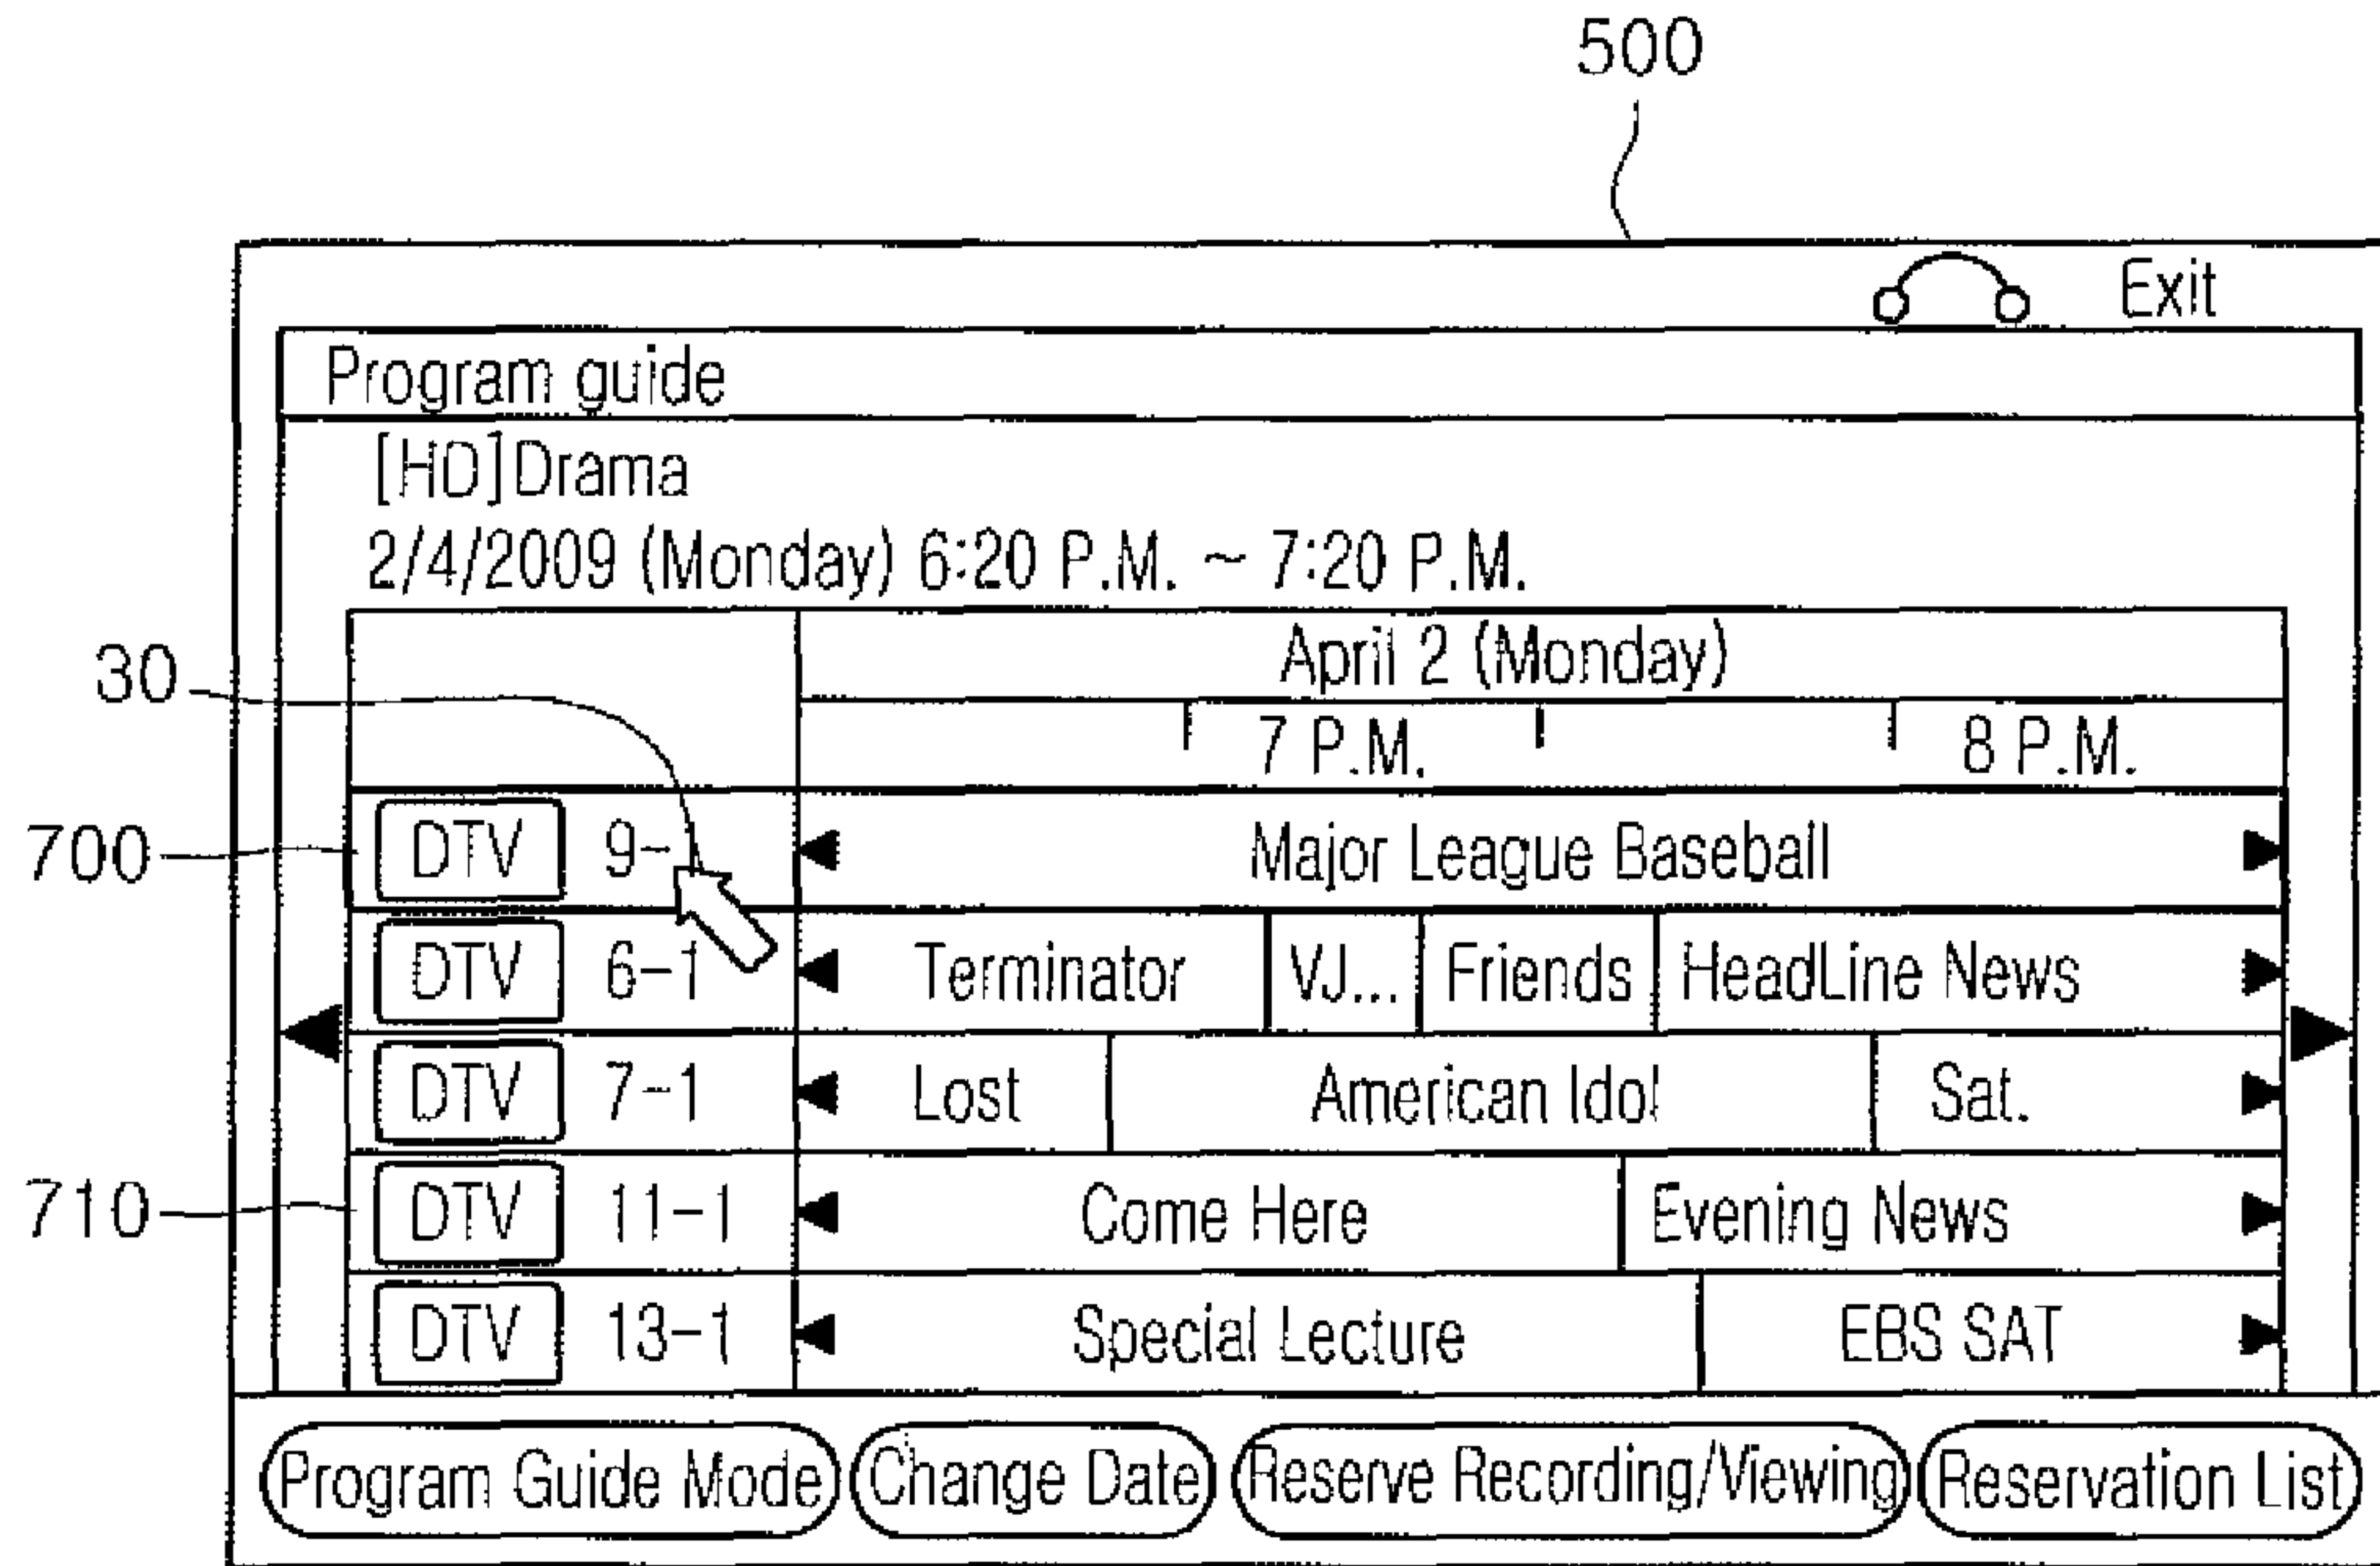 500
Exit
Program guide
[HD]Drama
2/4/2009 (Monday) 6:20 P.M. ~ 7:20 P.M.
30
April 2 (Monday)
7 P.M. 8 P.M.
700 DTV 9- Major League Baseball
DTV 6-1 Terminator VJ... Friends HeadLine News
DTV 7-1 Lost American Idol Sat.
710 DTV 11-1 Come Here Evening News
DTV 13-1 Special Lecture EBS SAT
Program Guide Mode Change Date Reserve Recording/Viewing Reservation List